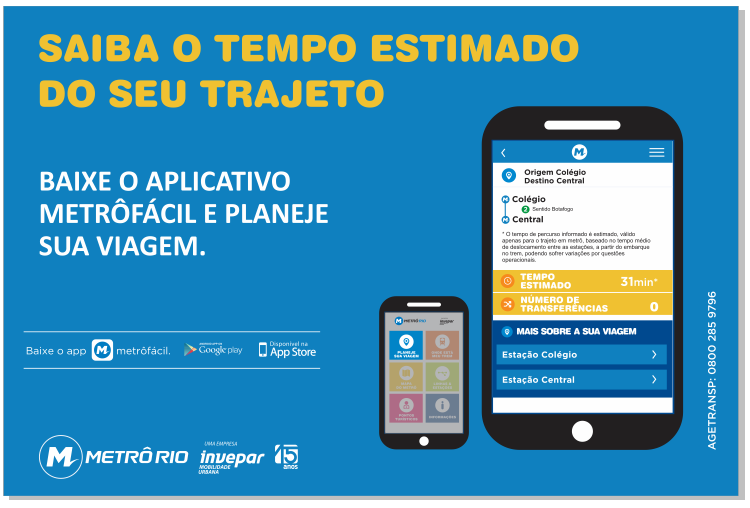 SAIBA O TEMPO ESTIMADO
DO SEU TRAJETO
BAIXE O APLICATIVO
METRÔFÁCIL E PLANEJE
SUA VIAGEM.
Baixe o app M metrôfácil.
Google play
Disponível na
App Store
M METRÔ RIO
UMA EMPRESA
invepar
MOBILIDADE
URBANA
15
anos
METRÔ RIO
invepar
PLANEJE
SUA VIAGEM
M
Origem Colégio
Destino Central
M Colégio
2 Sentido Botafogo
M Central
* O tempo de percurso informado é estimado, válido
apenas para o trajeto em metrô, baseado no tempo médio
de deslocamento entre as estações, a partir do embarque
no trem, podendo sofrer variações por questões
operacionais.
TEMPO
ESTIMADO
31min*
NÚMERO DE
TRANSFERÊNCIAS
0
MAIS SOBRE A SUA VIAGEM
Estação Colégio
Estação Central
AGETRANSP: 0800 285 9796